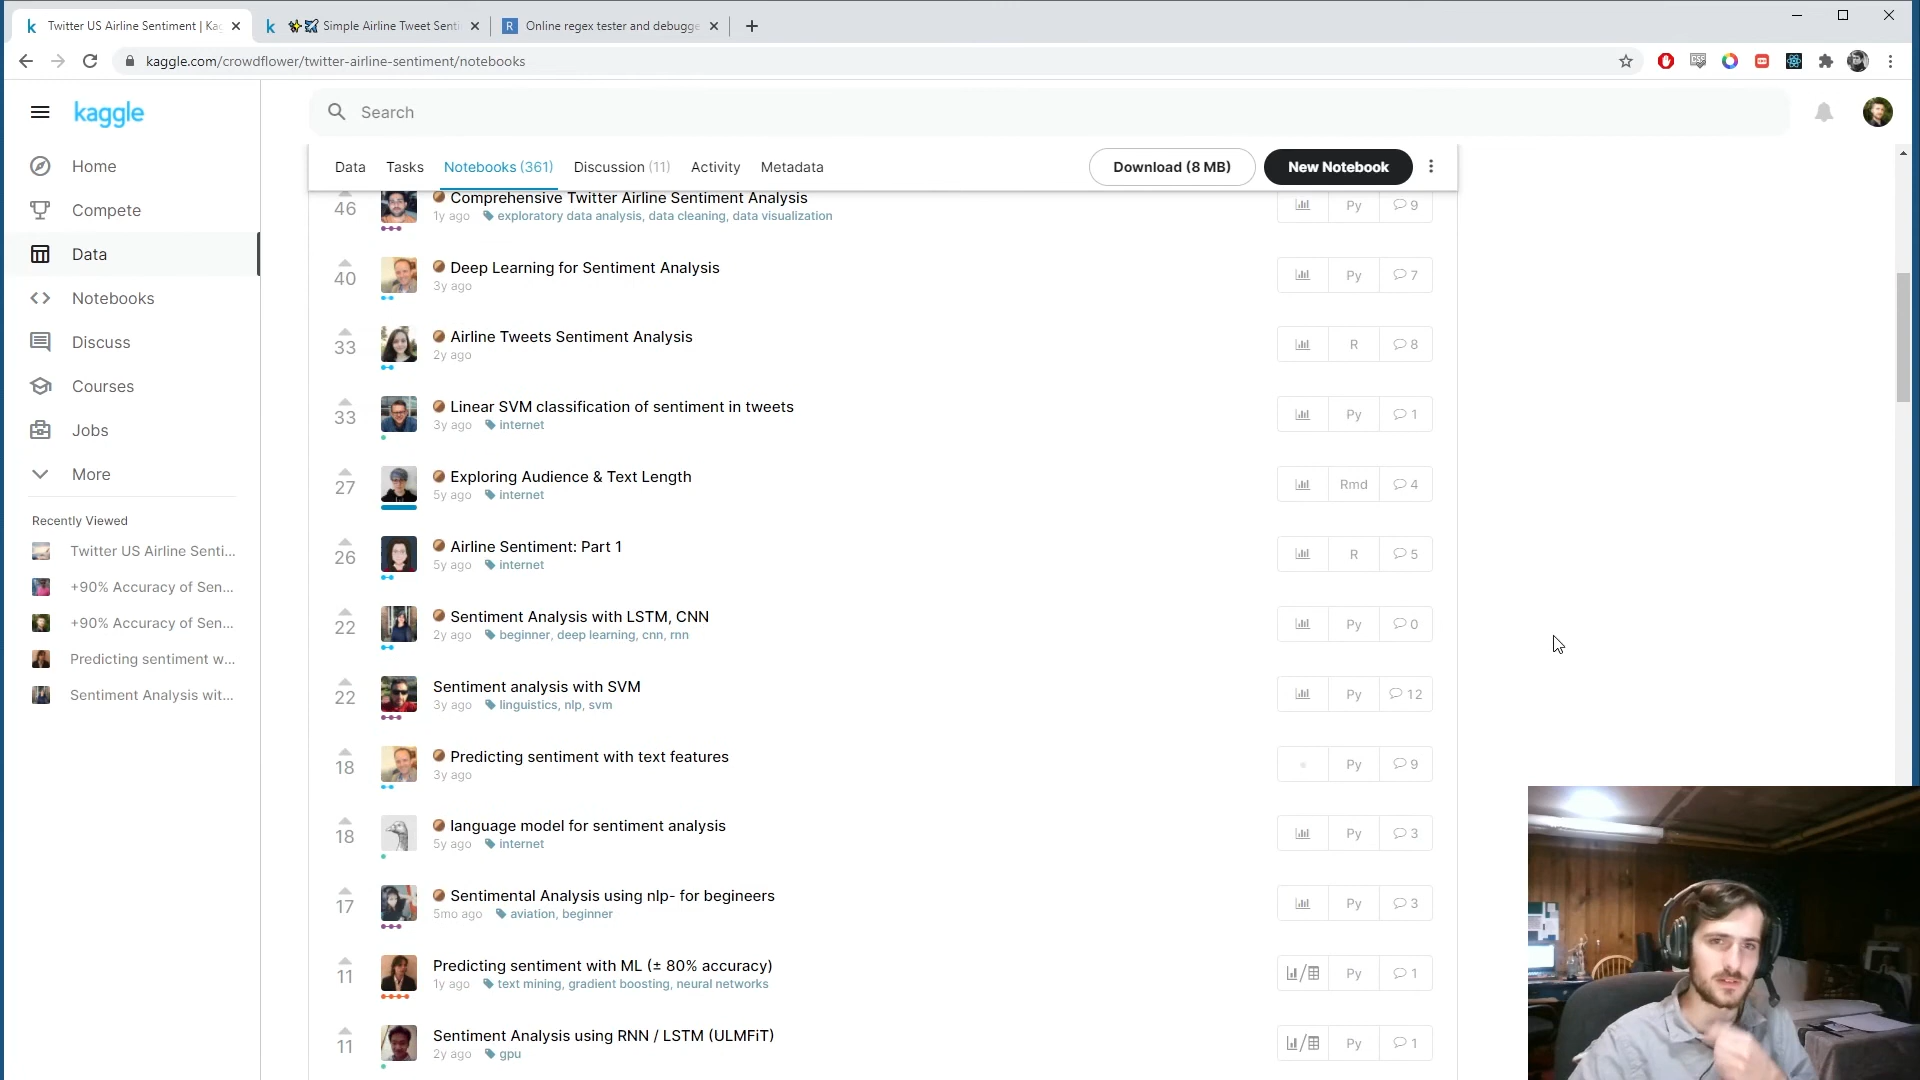 Twitter US Airline Sentiment | Kag
Simple Airline Tweet Senti
Online regex tester and debugge
kaggle.com/crowdflower/twitter-airline-sentiment/notebooks
kaggle
Search
Home
Compete
Data
Notebooks
Discuss
Courses
Jobs
More
Recently Viewed
Twitter US Airline Senti...
+90% Accuracy of Sen...
+90% Accuracy of Sen...
Predicting sentiment w...
Sentiment Analysis wit...
Data Tasks Notebooks (361) Discussion (11) Activity Metadata Download (8 MB) New Notebook
46 Comprehensive Twitter Airline Sentiment Analysis Py 9
1y ago exploratory data analysis, data cleaning, data visualization
40 Deep Learning for Sentiment Analysis Py 7
3y ago
33 Airline Tweets Sentiment Analysis R 8
2y ago
33 Linear SVM classification of sentiment in tweets Py 1
3y ago internet
27 Exploring Audience & Text Length Rmd 4
5y ago internet
26 Airline Sentiment: Part 1 R 5
5y ago internet
22 Sentiment Analysis with LSTM, CNN Py 0
2y ago beginner, deep learning, cnn, rnn
22 Sentiment analysis with SVM Py 12
3y ago linguistics, nlp, svm
18 Predicting sentiment with text features Py 9
3y ago
18 language model for sentiment analysis Py 3
5y ago internet
17 Sentimental Analysis using nlp- for begineers Py 3
5mo ago aviation, beginner
11 Predicting sentiment with ML (± 80% accuracy) Py 1
1y ago text mining, gradient boosting, neural networks
11 Sentiment Analysis using RNN / LSTM (ULMFiT) Py 1
2y ago gpu